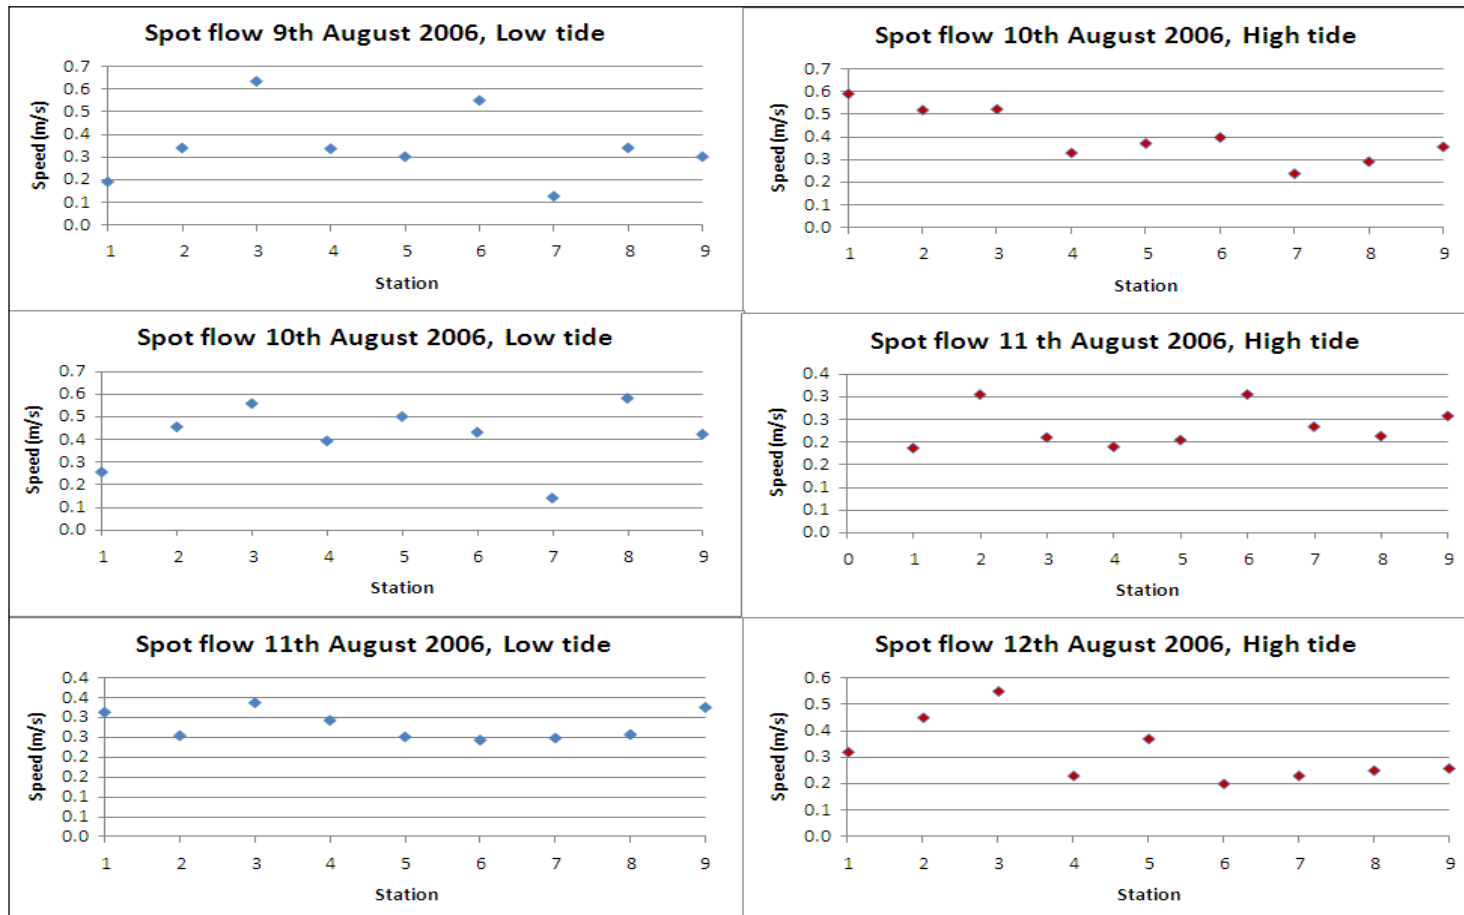 Spot flow 9th August 2006, Low tide
0.7
0.6
0.5
0.4
0.3
0.2
0.1
0.0
Speed (m/s)
1 2 3 4 5 6 7 8 9
Station
Spot flow 10th August 2006, High tide
0.7
0.6
0.5
0.4
0.3
0.2
0.1
0.0
Speed (m/s)
1 2 3 4 5 6 7 8 9
Station
Spot flow 10th August 2006, Low tide
0.7
0.6
0.5
0.4
0.3
0.2
0.1
0.0
Speed (m/s)
1 2 3 4 5 6 7 8 9
Station
Spot flow 11 th August 2006, High tide
0.4
0.3
0.3
0.2
0.2
0.1
0.1
0.0
Speed (m/s)
0 1 2 3 4 5 6 7 8 9
Station
Spot flow 11th August 2006, Low tide
0.4
0.4
0.3
0.3
0.2
0.2
0.1
0.1
0.0
Speed (m/s)
1 2 3 4 5 6 7 8 9
Station
Spot flow 12th August 2006, High tide
0.6
0.5
0.4
0.3
0.2
0.1
0.0
Speed (m/s)
1 2 3 4 5 6 7 8 9
Station